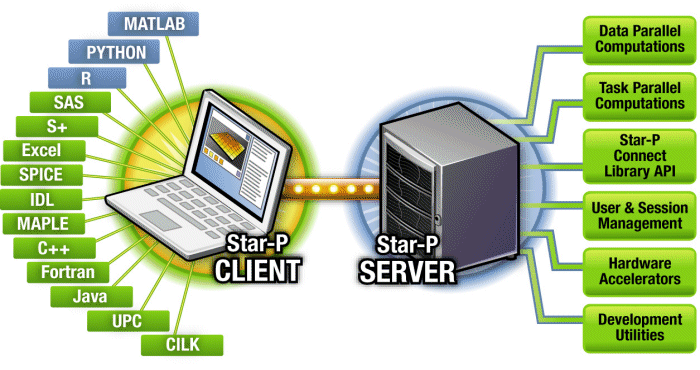 MATLAB
PYTHON
R
SAS
S+
Excel
SPICE
IDL
MAPLE
C++
Fortran
Java
UPC
CILK
Star-P
CLIENT
Star-P
SERVER
Data Parallel
Computations
Task Parallel
Computations
Star-P
Connect
Library API
User & Session
Management
Hardware
Accelerators
Development
Utilities